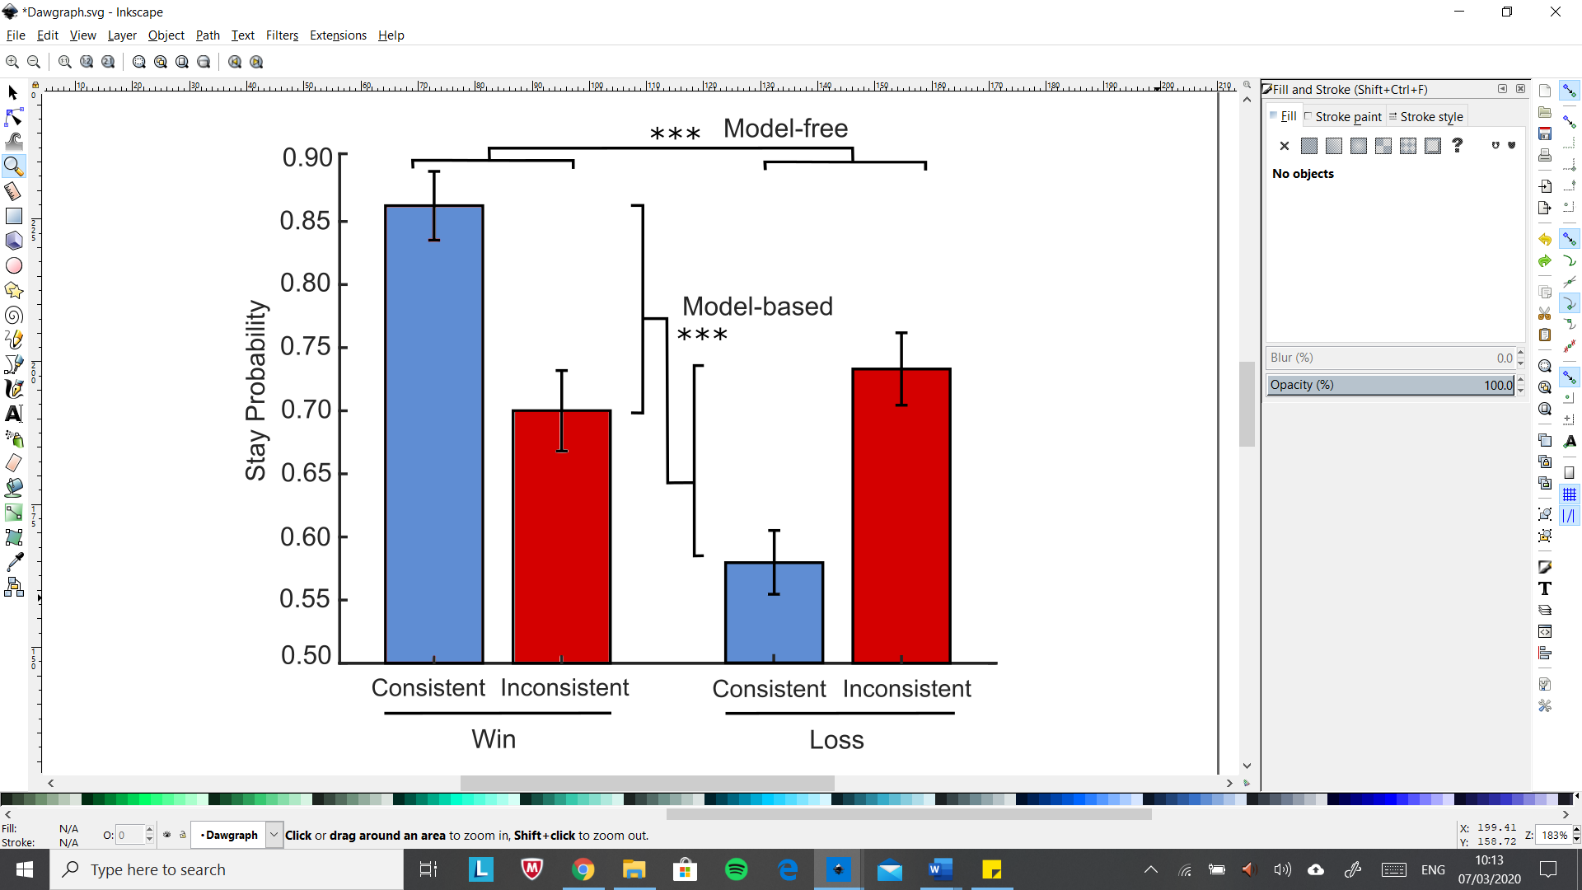 *Dawgraph.svg - Inkscape
File Edit View Layer Object Path Text Filters Extensions Help
Fill and Stroke (Shift+Ctrl+F)
Fill Stroke paint Stroke style
No objects
Blur (%) 0.0
Opacity (%) 100.0
*** Model-free
0.90
0.85
0.80
0.75
0.70
0.65
0.60
0.55
0.50
Stay Probability
Model-based
***
Consistent Inconsistent Consistent Inconsistent
Win Loss
Fill: N/A
Stroke: N/A
O: 0
•Dawgraph
Click or drag around an area to zoom in, Shift+click to zoom out.
X: 199.41
Y: 158.72
Z: 183%
Type here to search
ENG
10:13
07/03/2020